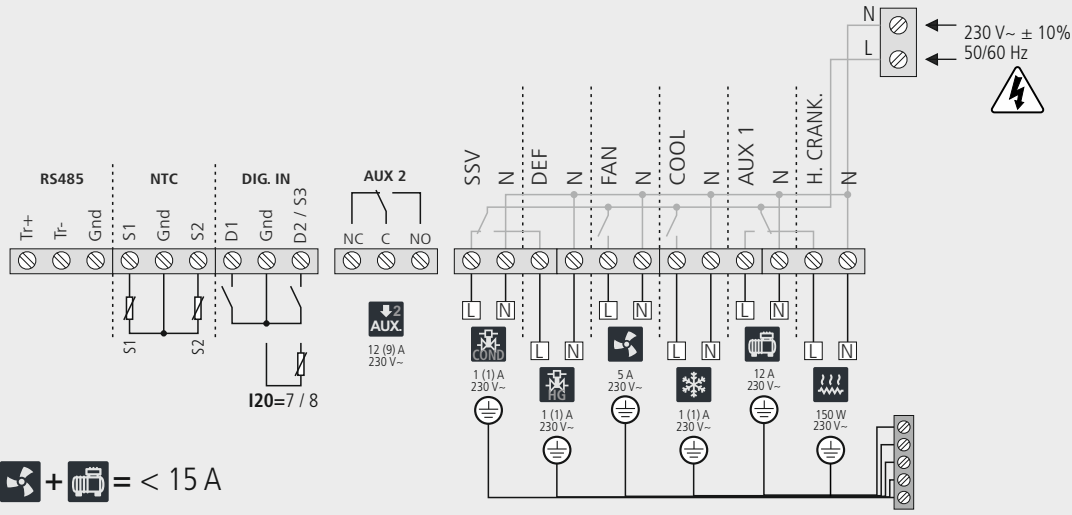 N
L
230 V~ ± 10%
50/60 Hz
RS485
NTC
DIG. IN
AUX 2
Tr+
Tr-
Gnd
S1
Gnd
S2
D1
Gnd
D2 / S3
NC
C
NO
SSV
N
DEF
N
FAN
N
COOL
N
AUX 1
N
H. CRANK.
N
S1
S2
I20=7 / 8
2
AUX.
12 (9) A
230 V~
L
N
L
N
L
N
L
N
L
N
L
N
COND
1 (1) A
230 V~
HG
1 (1) A
230 V~
5 A
230 V~
1 (1) A
230 V~
12 A
230 V~
150 W
230 V~
+ = < 15 A